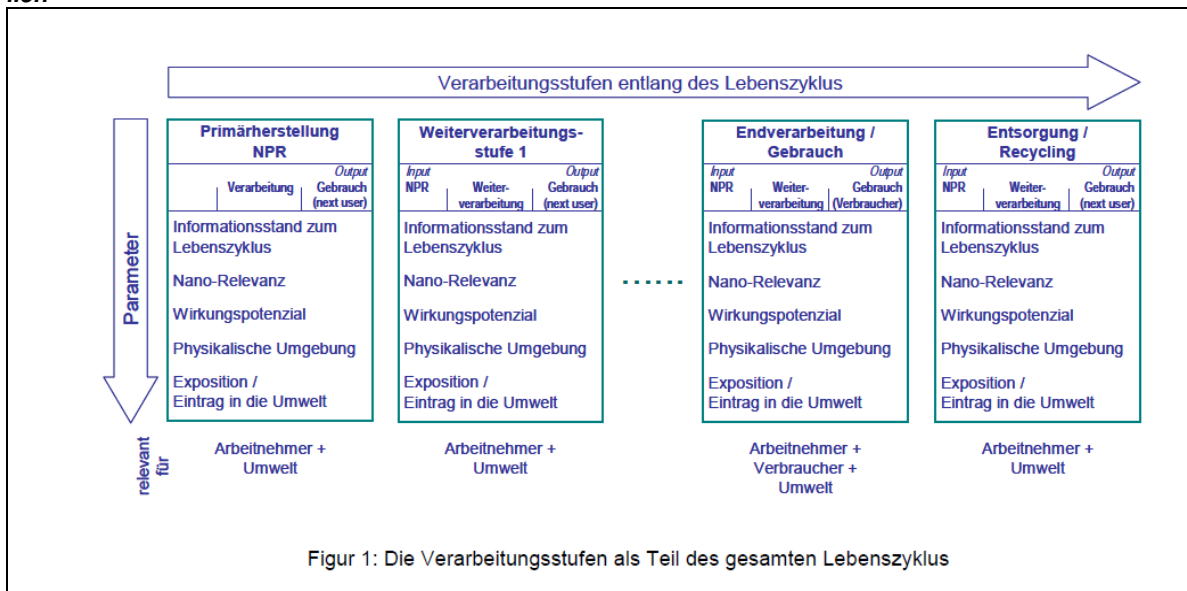 Verarbeitungsstufen entlang des Lebenszyklus
Parameter
relevant
für
Primärherstellung
NPR
Output
Verarbeitung
Gebrauch
(next user)
Informationsstand zum
Lebenszyklus
Nano-Relevanz
Wirkungspotenzial
Physikalische Umgebung
Exposition /
Eintrag in die Umwelt
Arbeitnehmer +
Umwelt
Weiterverarbeitungs-
stufe 1
Input
Output
NPR
Weiter-
verarbeitung
Gebrauch
(next user)
Informationsstand zum
Lebenszyklus
Nano-Relevanz
Wirkungspotenzial
Physikalische Umgebung
Exposition /
Eintrag in die Umwelt
Arbeitnehmer +
Umwelt
......
Endverarbeitung /
Gebrauch
Input
Output
NPR
Weiter-
verarbeitung
Gebrauch
(Verbraucher)
Informationsstand zum
Lebenszyklus
Nano-Relevanz
Wirkungspotenzial
Physikalische Umgebung
Exposition /
Eintrag in die Umwelt
Arbeitnehmer +
Verbraucher +
Umwelt
Entsorgung /
Recycling
Input
Output
NPR
Weiter-
verarbeitung
Gebrauch
(next user)
Informationsstand zum
Lebenszyklus
Nano-Relevanz
Wirkungspotenzial
Physikalische Umgebung
Exposition /
Eintrag in die Umwelt
Arbeitnehmer +
Umwelt
Figur 1: Die Verarbeitungsstufen als Teil des gesamten Lebenszyklus